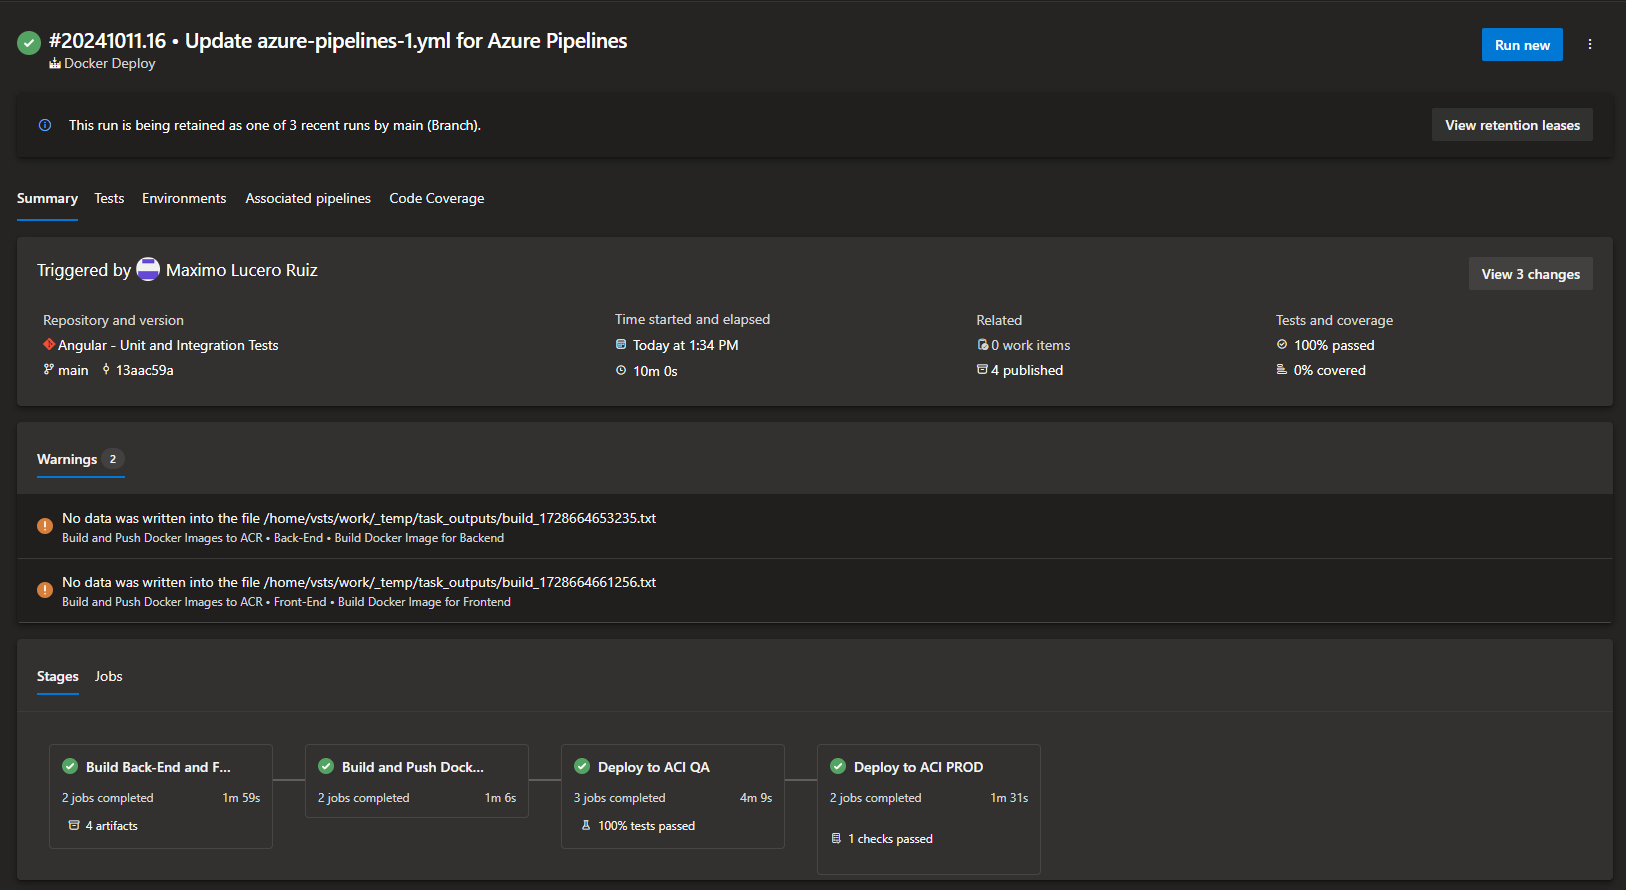 #20241011.16 • Update azure-pipelines-1.yml for Azure Pipelines
Docker Deploy
Run new
This run is being retained as one of 3 recent runs by main (Branch).
View retention leases
Summary Tests Environments Associated pipelines Code Coverage
Triggered by Maximo Lucero Ruiz
View 3 changes
Repository and version
Angular - Unit and Integration Tests
main 13aac59a
Time started and elapsed
Today at 1:34 PM
10m 0s
Related
0 work items
4 published
Tests and coverage
100% passed
0% covered
Warnings 2
No data was written into the file /home/vsts/work/_temp/task_outputs/build_1728664653235.txt
Build and Push Docker Images to ACR • Back-End • Build Docker Image for Backend
No data was written into the file /home/vsts/work/_temp/task_outputs/build_1728664661256.txt
Build and Push Docker Images to ACR • Front-End • Build Docker Image for Frontend
Stages Jobs
Build Back-End and F...
2 jobs completed 1m 59s
4 artifacts
Build and Push Dock...
2 jobs completed 1m 6s
Deploy to ACI QA
3 jobs completed 4m 9s
100% tests passed
Deploy to ACI PROD
2 jobs completed 1m 31s
1 checks passed